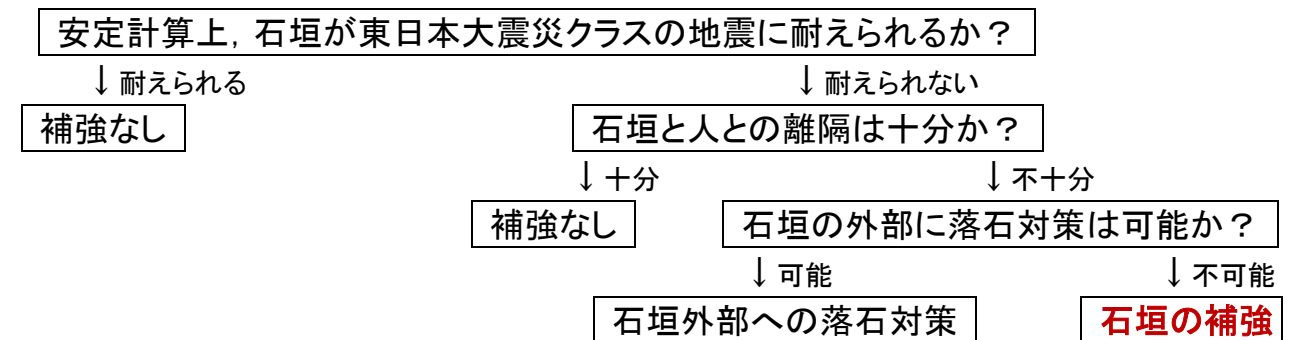 安定計算上，石垣が東日本大震災クラスの地震に耐えられるか？
↓耐えられる ↓耐えられない
補強なし 石垣と人との離隔は十分か？
↓十分 ↓不十分
補強なし 石垣の外部に落石対策は可能か？
↓可能 ↓不可能
石垣外部への落石対策 石垣の補強